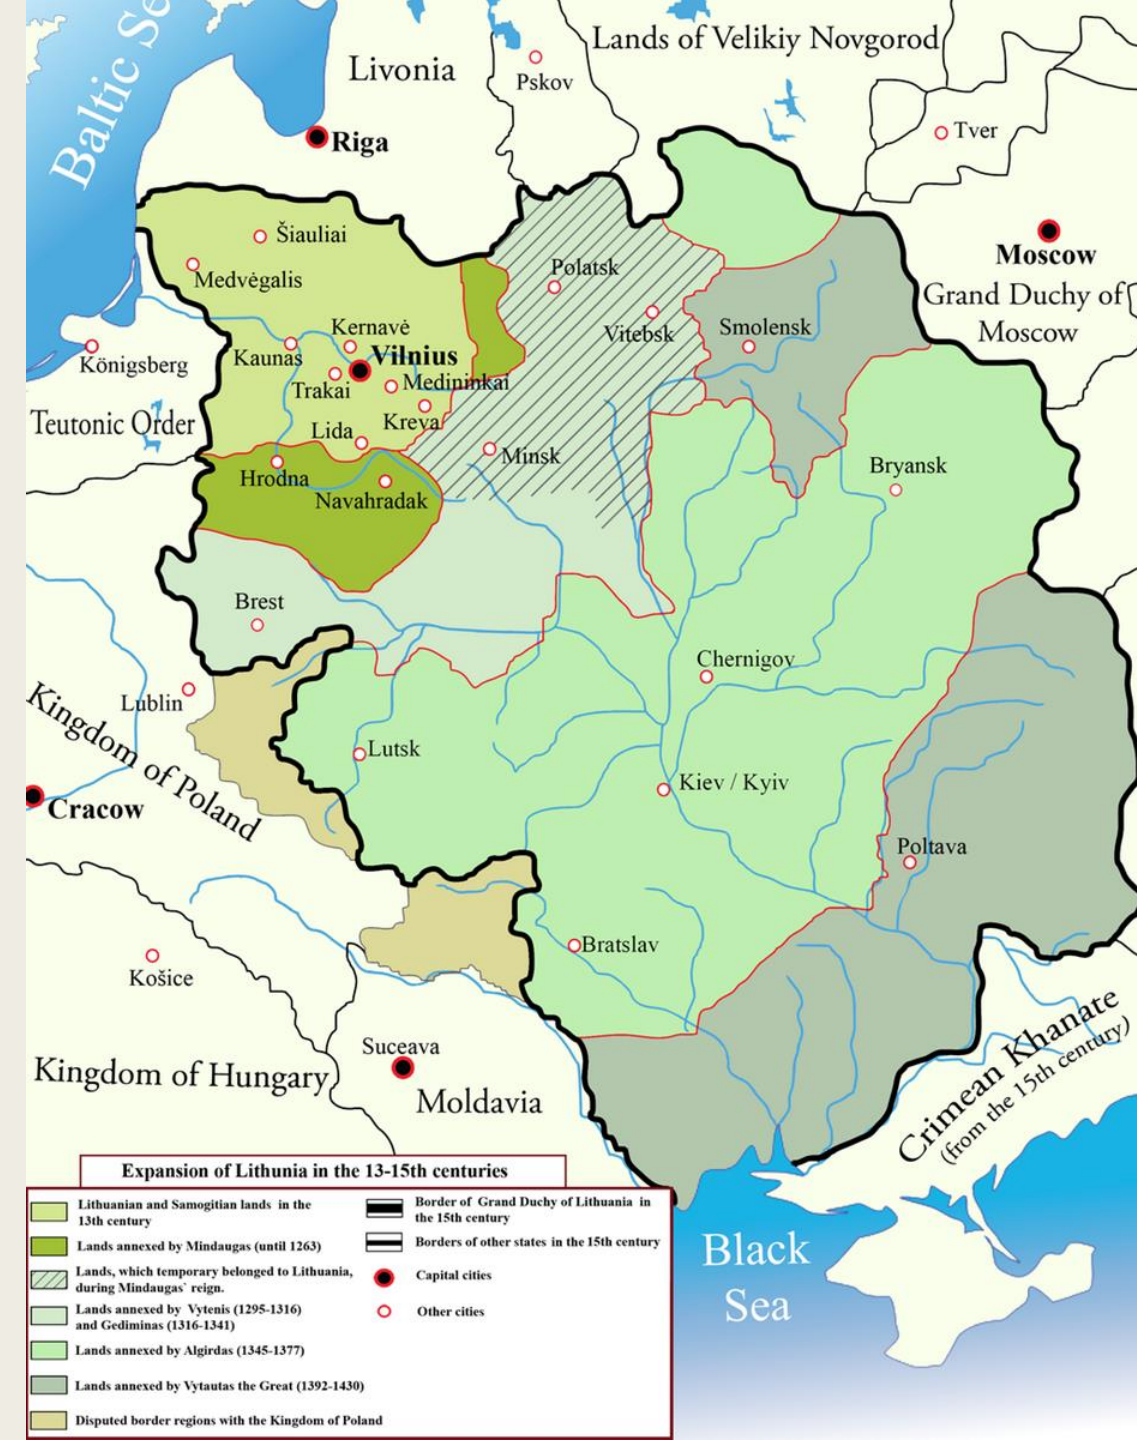 Baltic Se
Livonia
Pskov
Lands of Velikiy Novgorod
Tver
Riga
Moscow
Grand Duchy of
Moscow
Šiauliai
Medvėgalis
Polatsk
Vitebsk
Smolensk
Kernavė
Kaunas
Vilnius
Trakai
Medininkai
Kreva
Lida
Königsberg
Teutonic Order
Hrodna
Navahradak
Minsk
Bryansk
Brest
Lublin
Chernigov
Kingdom of Poland
Lutsk
Kiev / Kyiv
Cracow
Poltava
Bratslav
Košice
Suceava
Kingdom of Hungary
Moldavia
Crimean Khanate
(from the 15th century)
Black
Sea
Expansion of Lithunia in the 13-15th centuries
Lithuanian and Samogitian lands in the
13th century
Lands annexed by Mindaugas (until 1263)
Lands, which temporary belonged to Lithuania,
during Mindaugas` reign.
Lands annexed by Vytenis (1295-1316)
and Gediminas (1316-1341)
Lands annexed by Algirdas (1345-1377)
Lands annexed by Vytautas the Great (1392-1430)
Disputed border regions with the Kingdom of Poland
Border of Grand Duchy of Lithuania in
the 15th century
Borders of other states in the 15th century
Capital cities
Other cities